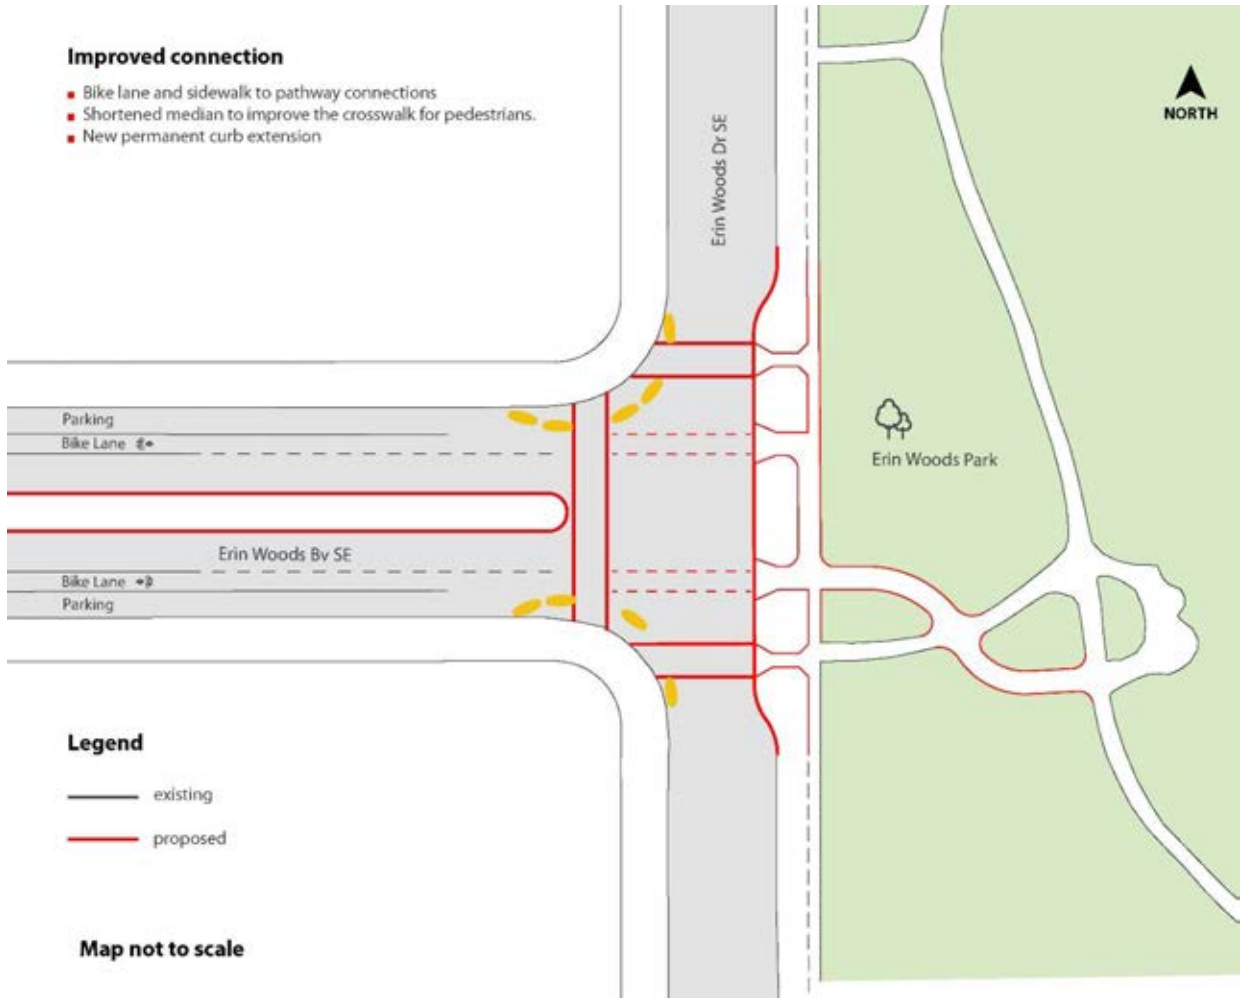 Improved connection
Bike lane and sidewalk to pathway connections
Shortened median to improve the crosswalk for pedestrians.
New permanent curb extension
Erin Woods Dr SE
NORTH
Parking
Bike Lane
Erin Woods Park
Erin Woods Bv SE
Bike Lane
Parking
Legend
existing
proposed
Map not to scale